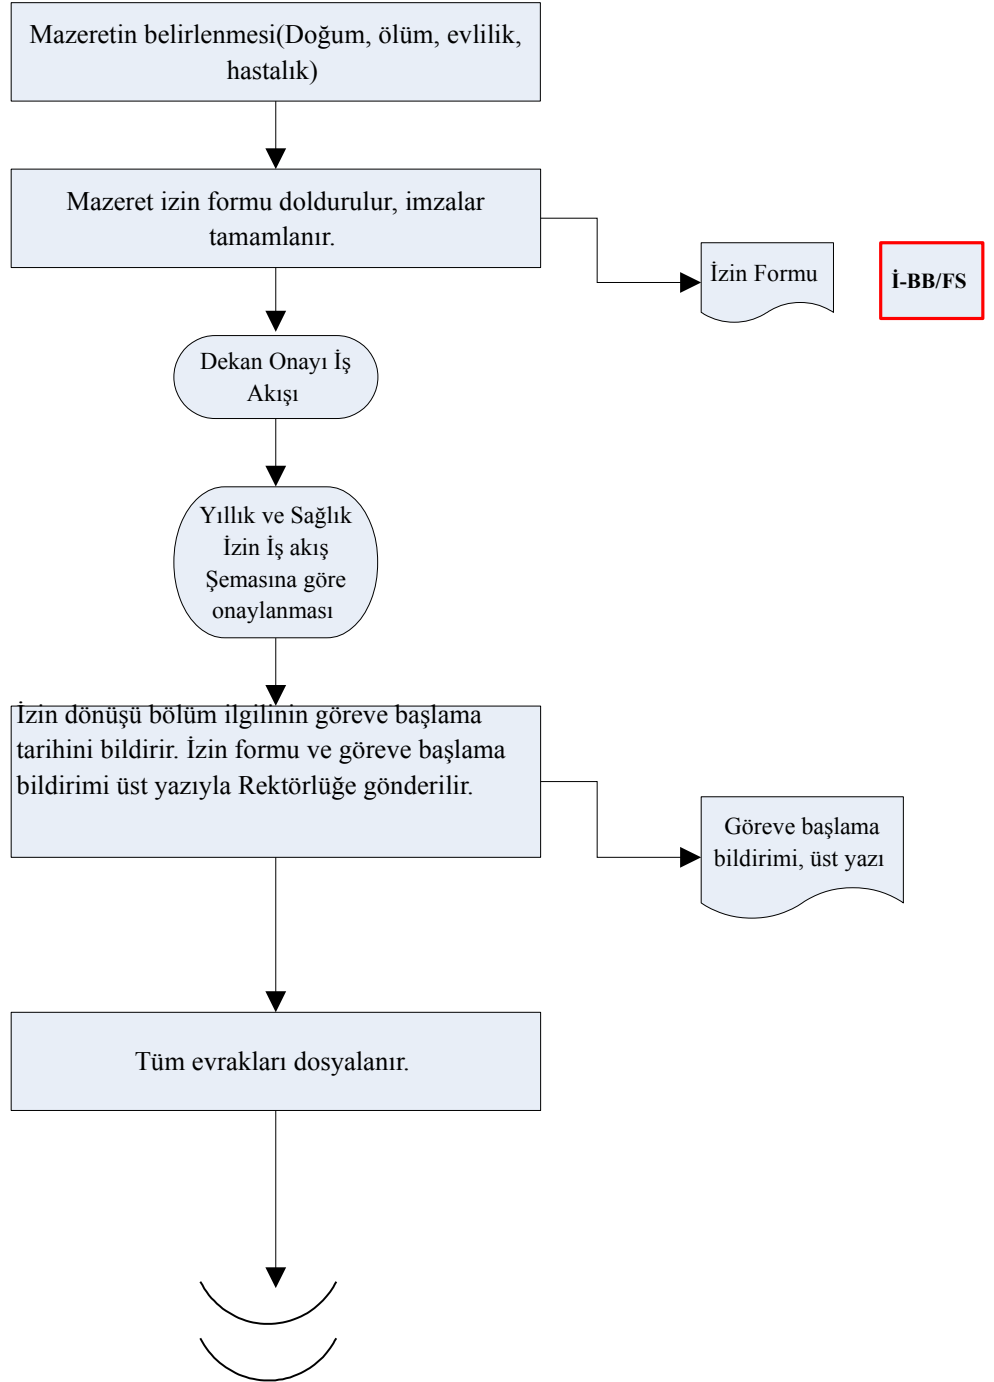 Mazeretin belirlenmesi(Doğum, ölüm, evlilik,
hastalık)
Mazeret izin formu doldurulur, imzalar
tamamlanır.
İzin Formu
İ-BB/FS
Dekan Onayı İş
Akışı
Yıllık ve Sağlık
İzin İş akış
Şemasına göre
onaylanması
İzin dönüşü bölüm ilgilinin göreve başlama
tarihini bildirir. İzin formu ve göreve başlama
bildirimi üst yazıyla Rektörlüğe gönderilir.
Göreve başlama
bildirimi, üst yazı
Tüm evrakları dosyalanır.